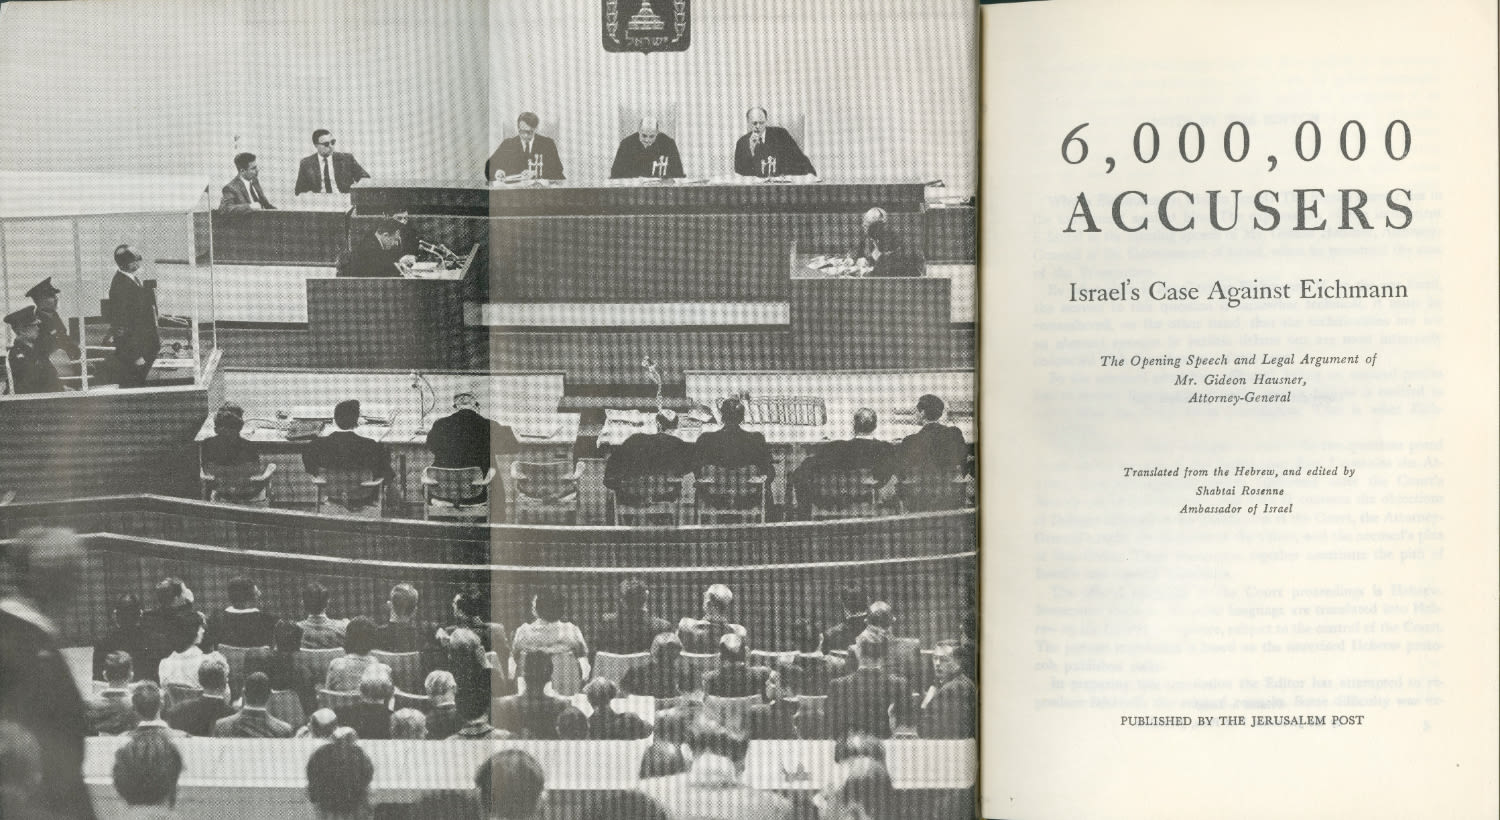 ישראל
6,000,000
ACCUSERS
Israel's Case Against Eichmann
The Opening Speech and Legal Argument of
Mr. Gideon Hausner,
Attorney-General
Translated from the Hebrew, and edited by
Shabtai Rosenne
Ambassador of Israel
PUBLISHED BY THE JERUSALEM POST